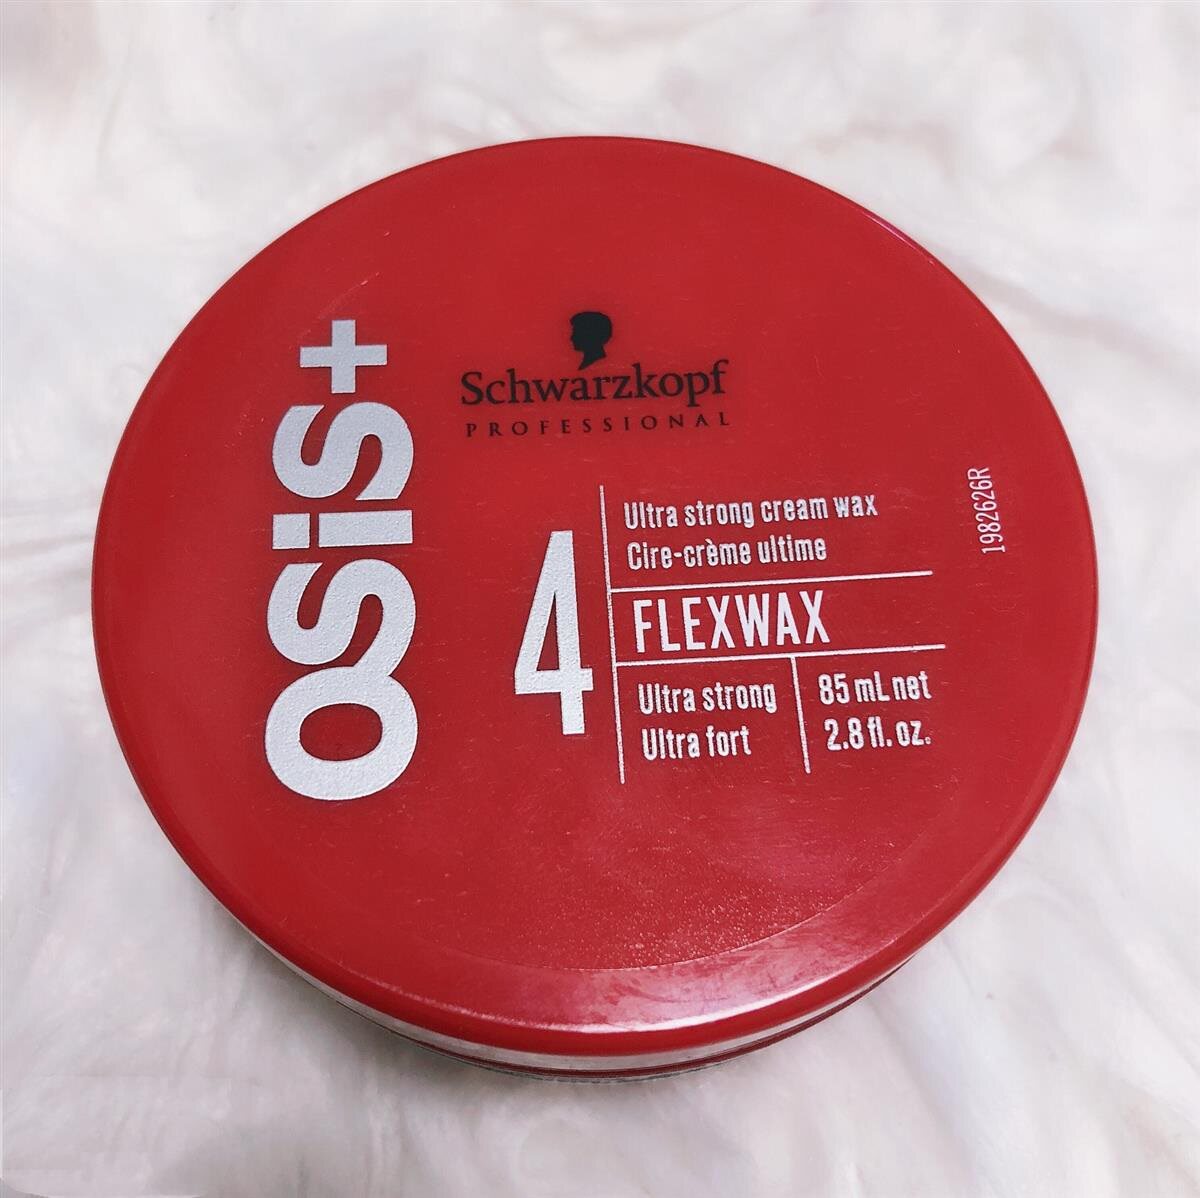 OSiS+
Schwarzkopf
PROFESSIONAL
4
Ultra strong cream wax
Cire-crème ultime
FLEXWAX
Ultra strong
Ultra fort
85 mL net
2.8 fl. oz.
1982626R